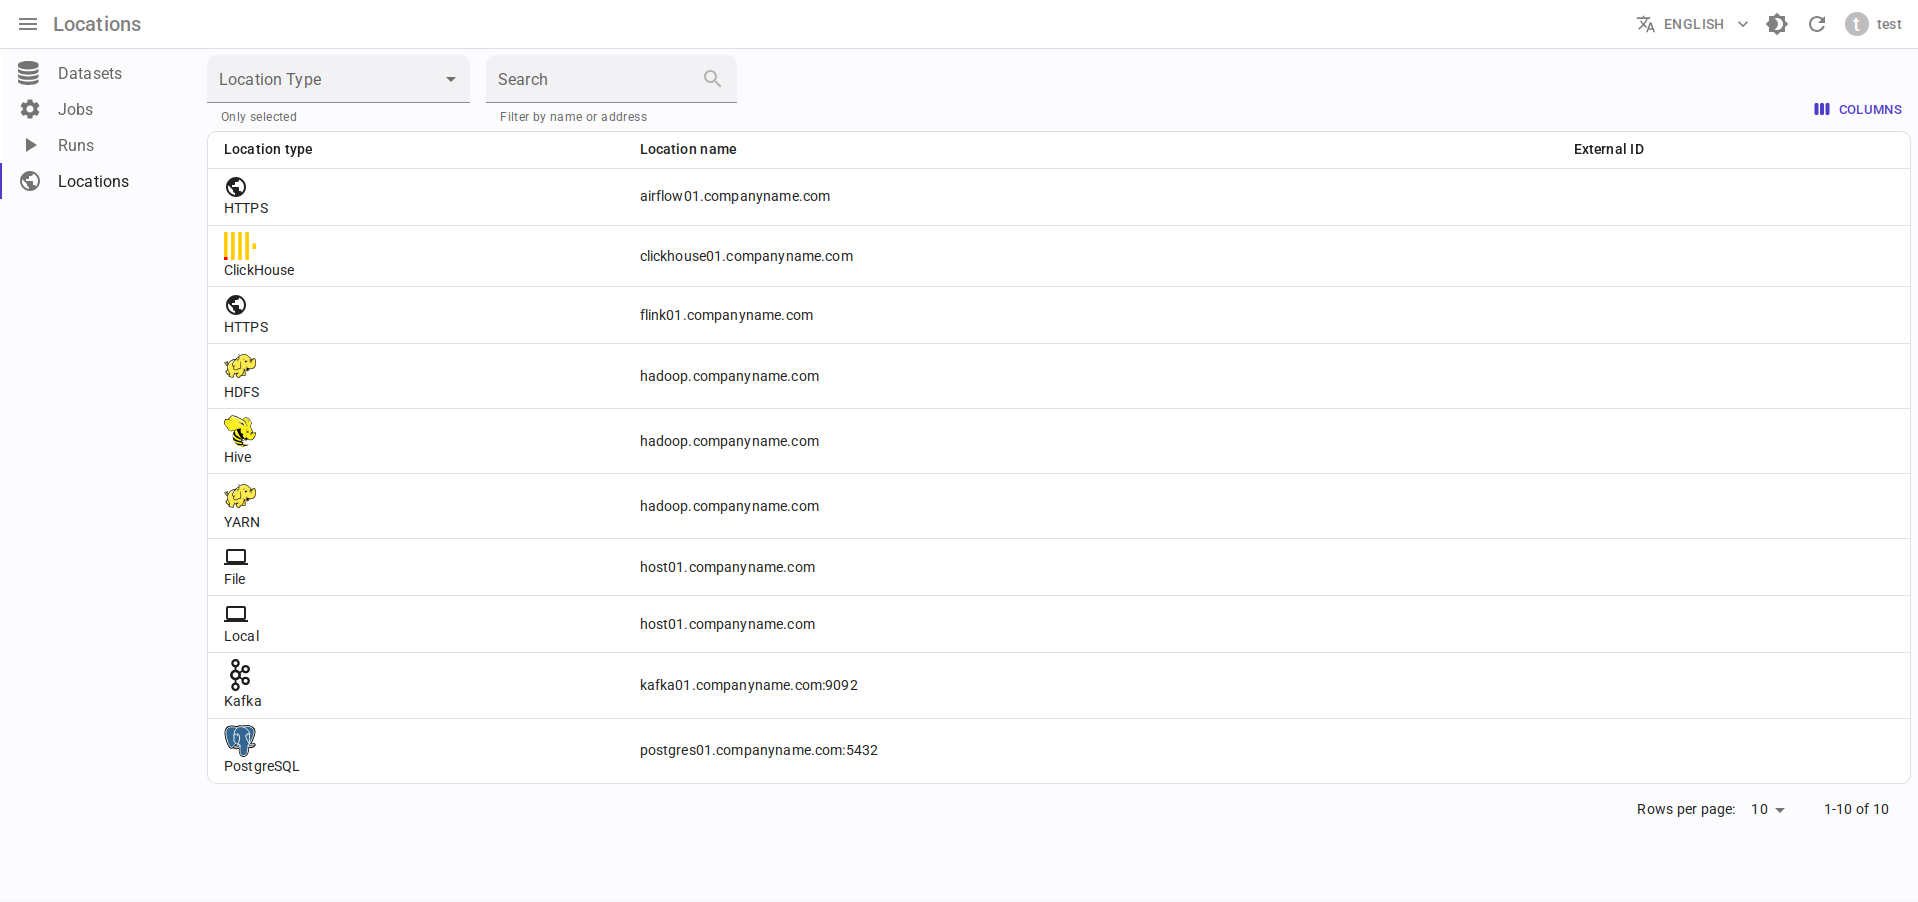 Locations
ENGLISH
t
test
Datasets
Jobs
Runs
Locations
Location Type
Only selected
Search
Filter by name or address
COLUMNS
Location type Location name External ID
HTTPS airflow01.companyname.com
ClickHouse clickhouse01.companyname.com
HTTPS flink01.companyname.com
HDFS hadoop.companyname.com
Hive hadoop.companyname.com
YARN hadoop.companyname.com
File host01.companyname.com
Local host01.companyname.com
Kafka kafka01.companyname.com:9092
PostgreSQL postgres01.companyname.com:5432
Rows per page: 10 1-10 of 10